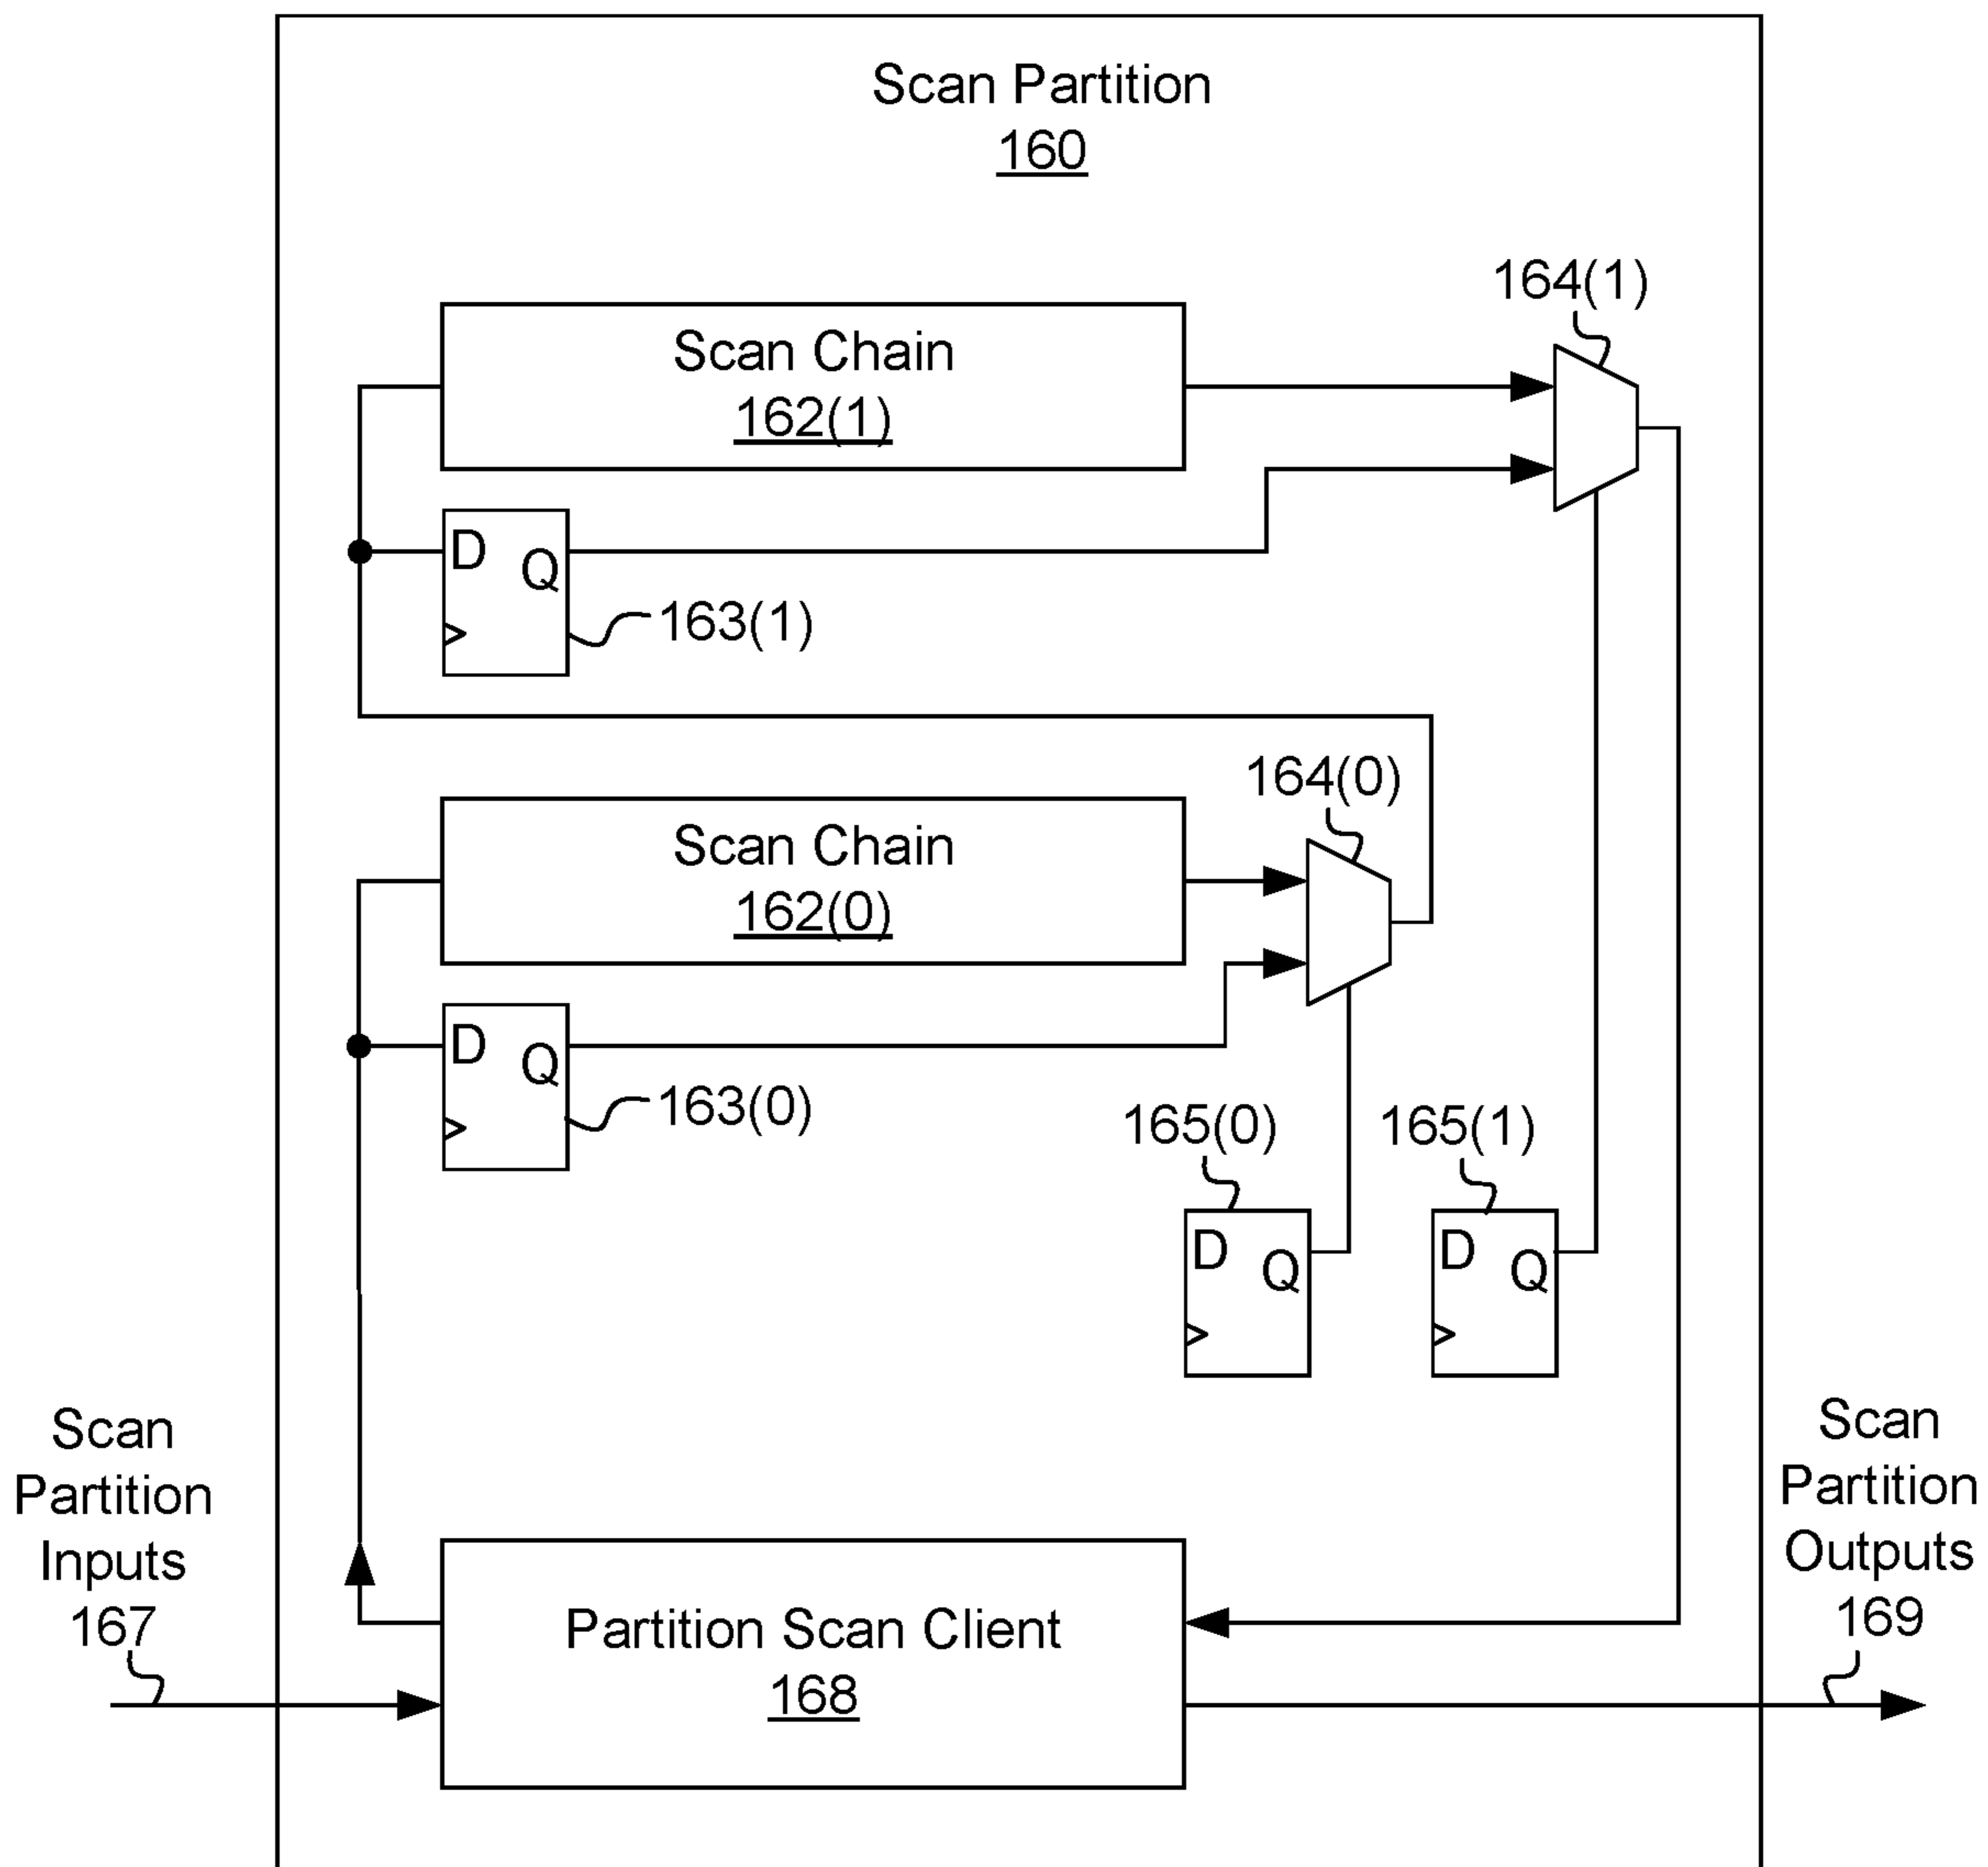 Scan Partition
160
164(1)
Scan Chain
162(1)
D
Q
163(1)
164(0)
Scan Chain
162(0)
D
Q
163(0)
165(0)
165(1)
D
Q
D
Q
Scan
Partition
Inputs
167
Partition Scan Client
168
Scan
Partition
Outputs
169